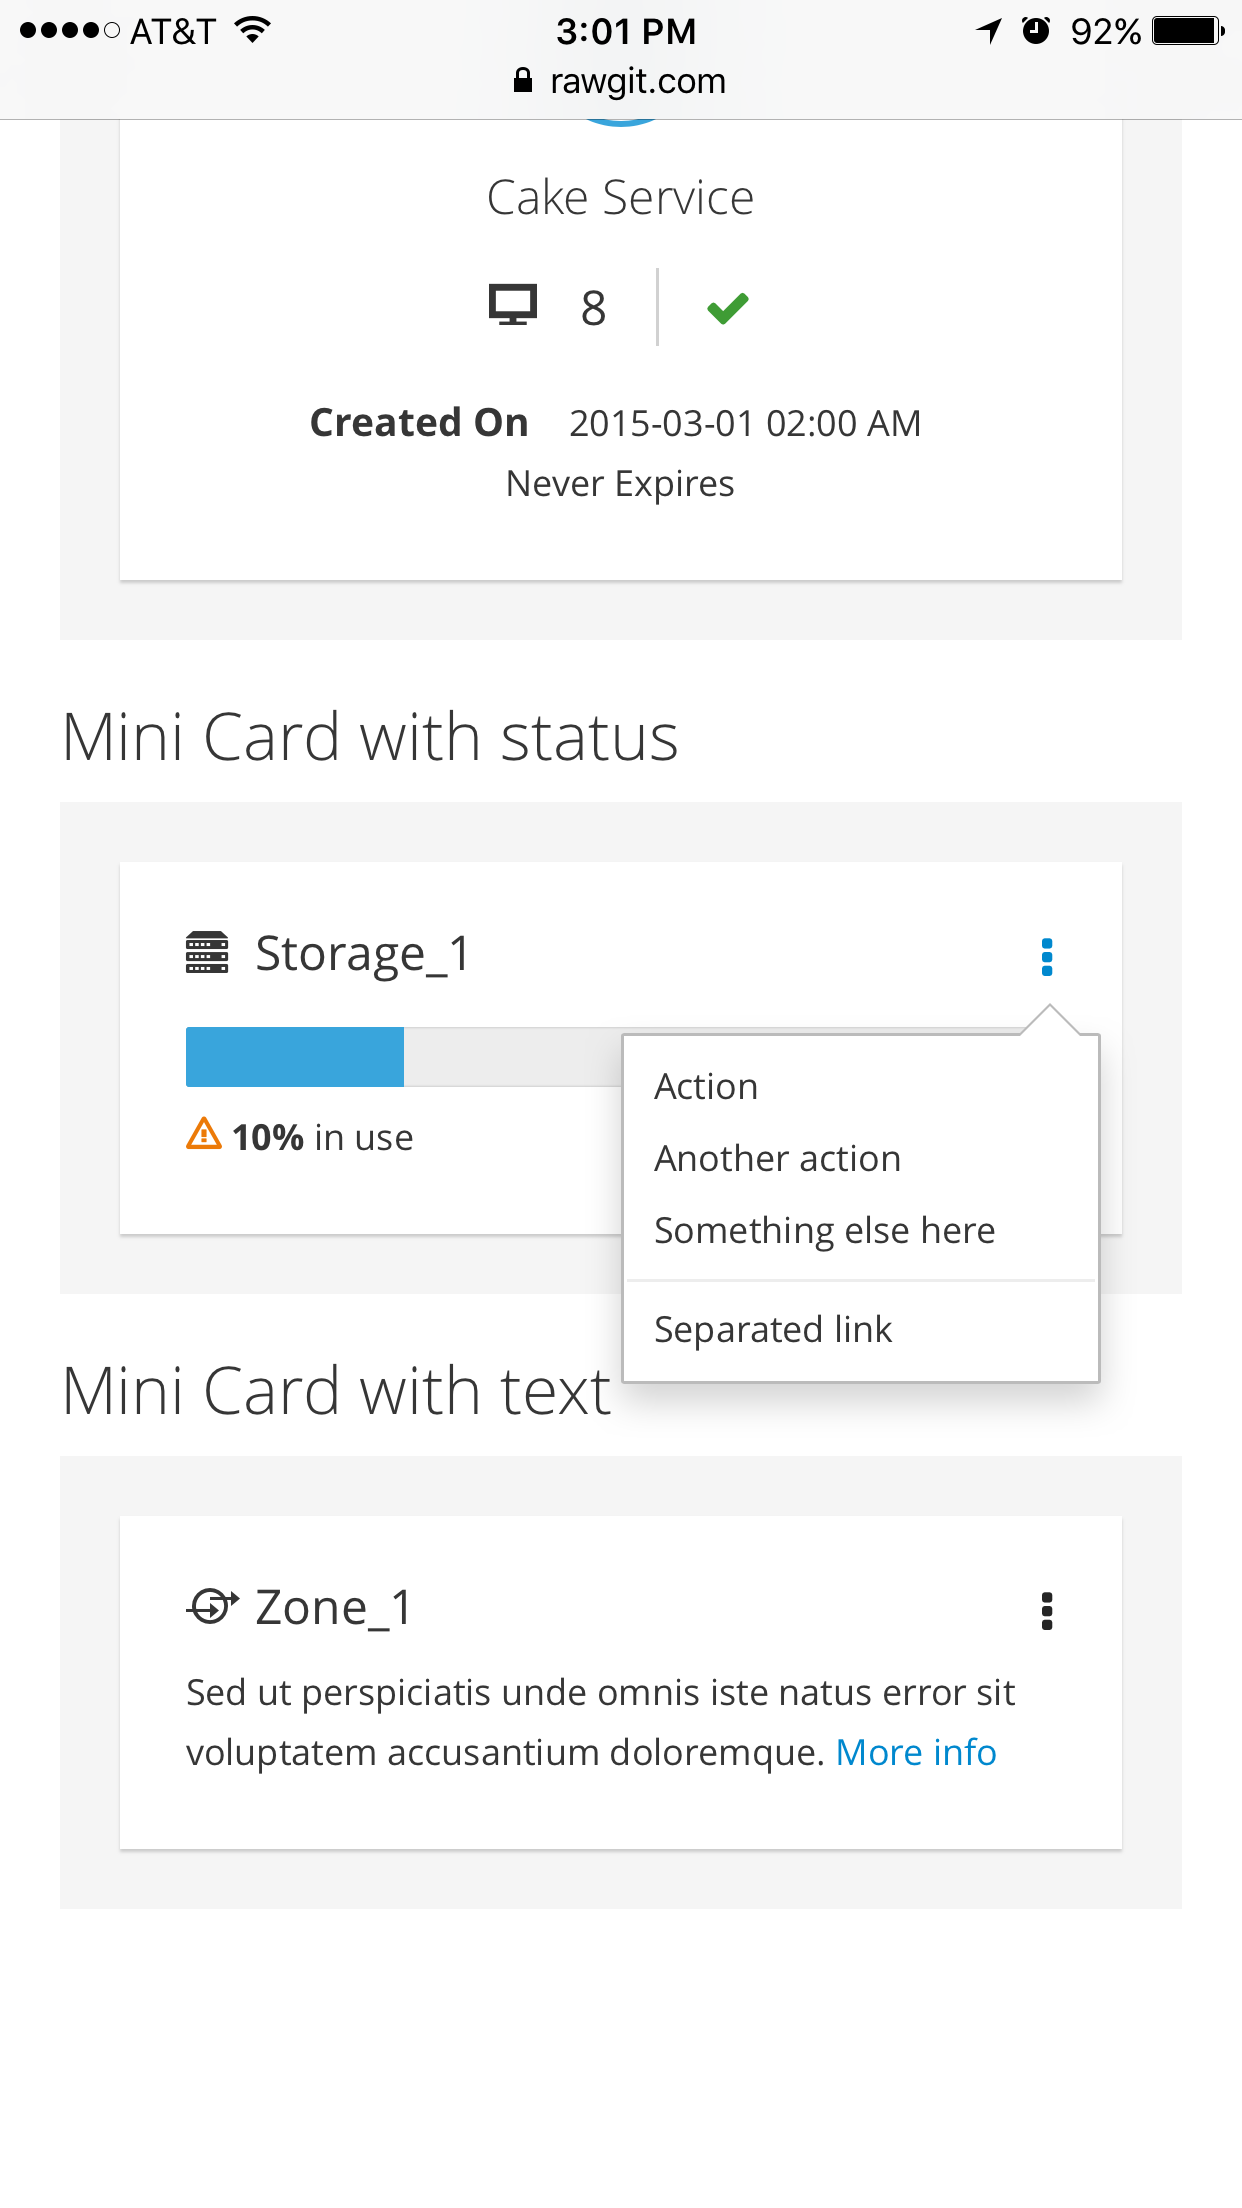 AT&T 3:01 PM 92%
rawgit.com
Cake Service
8
Created On 2015-03-01 02:00 AM
Never Expires
Mini Card with status
Storage_1
10% in use
Action
Another action
Something else here
Separated link
Mini Card with text
Zone_1
Sed ut perspiciatis unde omnis iste natus error sit
voluptatem accusantium doloremque. More info